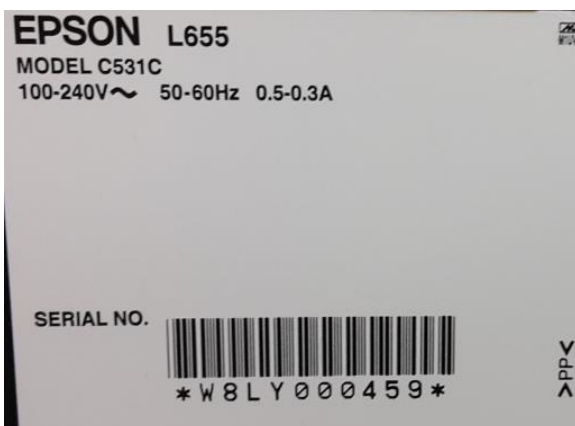 EPSON L655
MODEL C531C
100-240V～ 50-60Hz 0.5-0.3A
SERIAL NO.
*W8LY000459*
>PP<